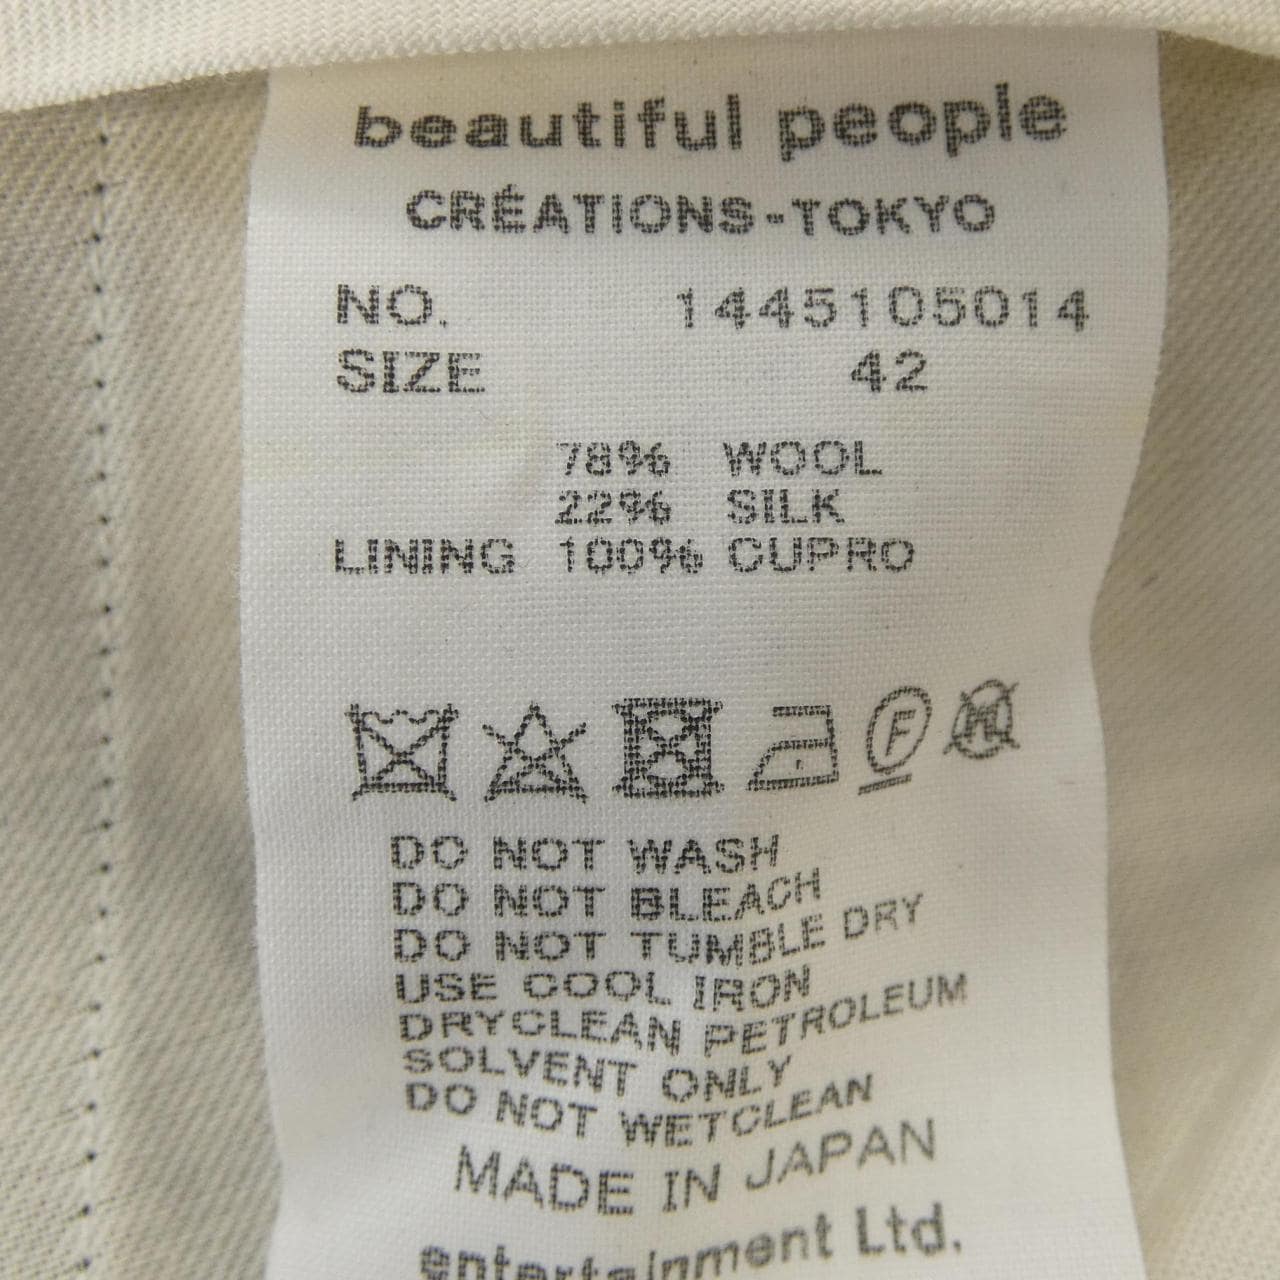 beautiful people
CRÉATIONS-TOKYO
NO. 1445105014
SIZE 42
78% WOOL
22% SILK
LINING 100% CUPRO
F W
DO NOT WASH
DO NOT BLEACH
DO NOT TUMBLE DRY
USE COOL IRON
DRYCLEAN PETROLEUM
SOLVENT ONLY
DO NOT WETCLEAN
MADE IN JAPAN
entertainment Ltd.